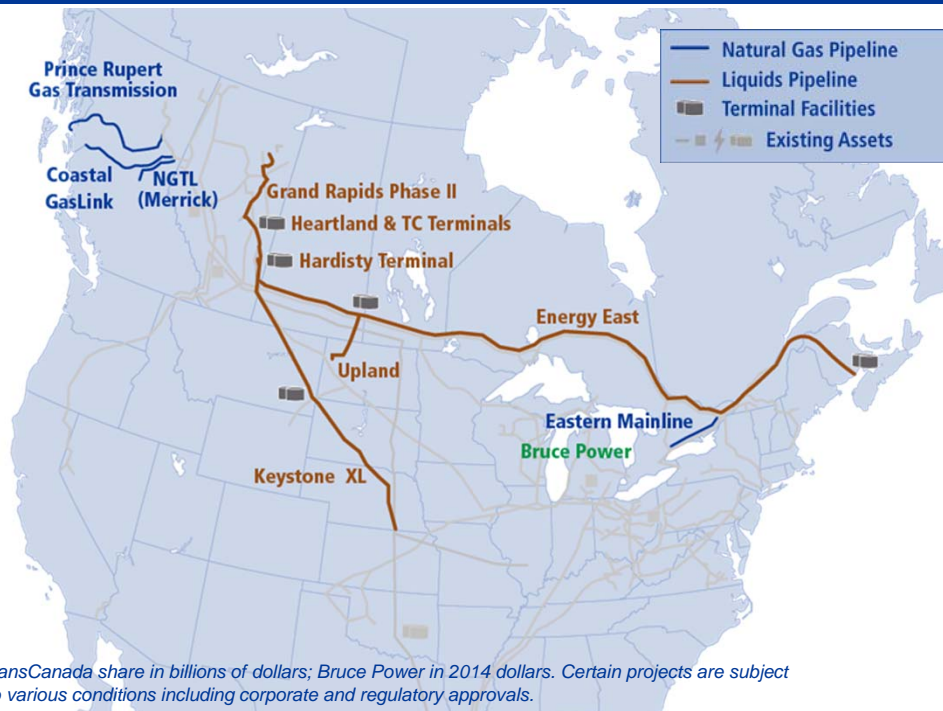 Natural Gas Pipeline
Liquids Pipeline
Terminal Facilities
Existing Assets
Prince Rupert
Gas Transmission
Coastal
GasLink
NGTL
(Merrick)
Grand Rapids Phase II
Heartland & TC Terminals
Hardisty Terminal
Energy East
Upland
Eastern Mainline
Bruce Power
Keystone XL
ansCanada share in billions of dollars; Bruce Power in 2014 dollars. Certain projects are subject
various conditions including corporate and regulatory approvals.